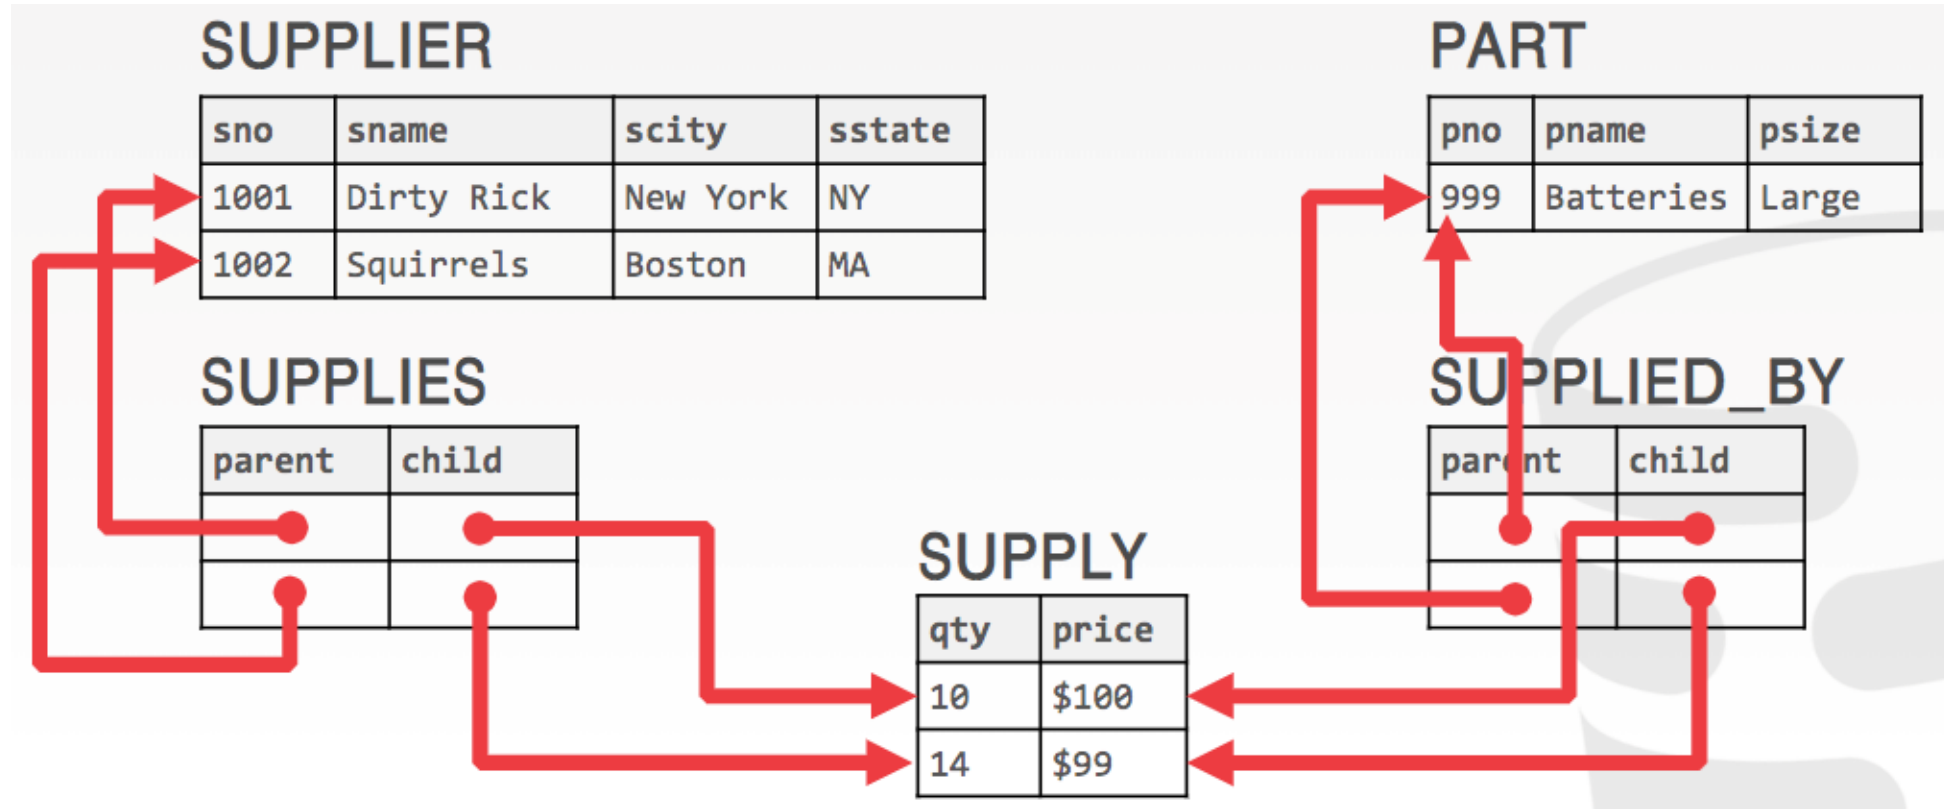 SUPPLIER
sno sname scity sstate
1001 Dirty Rick New York NY
1002 Squirrels Boston MA
PART
pno pname psize
999 Batteries Large
SUPPLIES
parent child
SUPPLIED_BY
parent child
SUPPLY
qty price
10 $100
14 $99